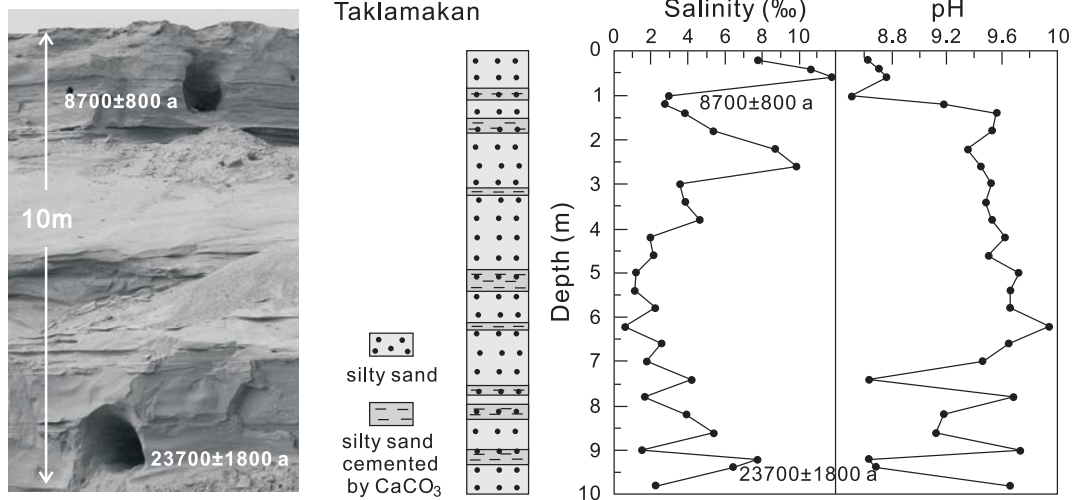 Taklamakan
Salinity (‰)
pH
0 2 4 6 8 10
8.8 9.2 9.6 10
8700±800 a
10m
23700±1800 a
silty sand
silty sand
cemented
by CaCO₃
Depth (m)
0
1
2
3
4
5
6
7
8
9
10
8700±800 a
23700±1800 a